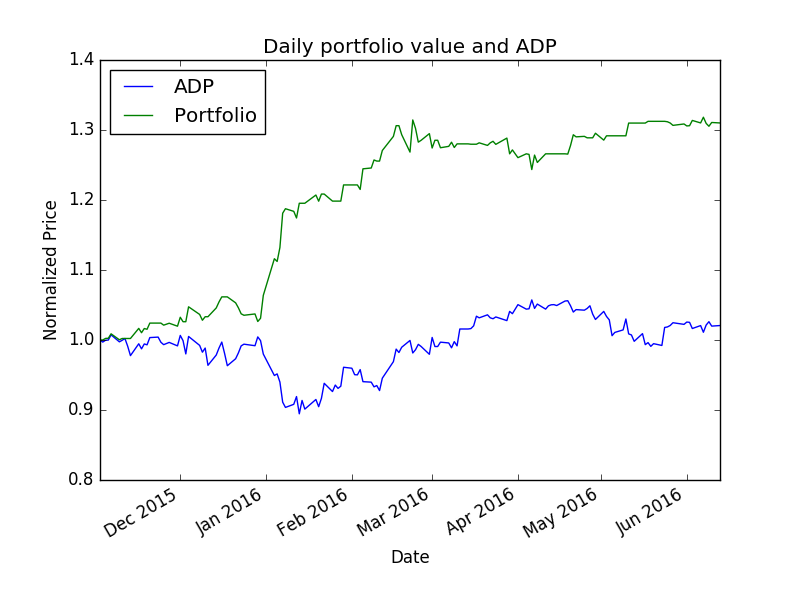 Daily portfolio value and ADP
ADP
Portfolio
Normalized Price
1.4
1.3
1.2
1.1
1.0
0.9
0.8
Dec 2015
Jan 2016
Feb 2016
Mar 2016
Apr 2016
May 2016
Jun 2016
Date